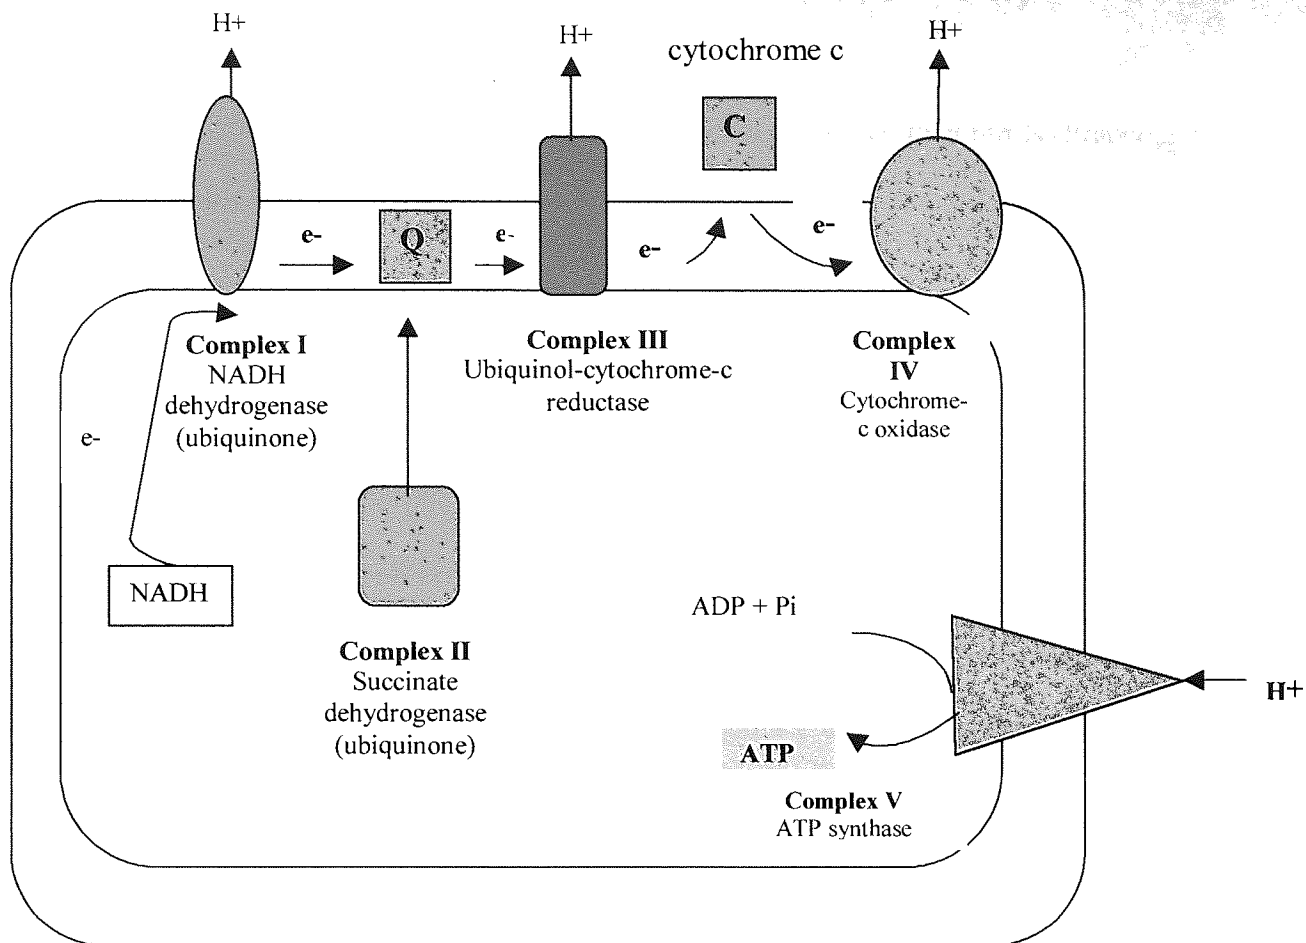 H+
H+
cytochrome c
H+
C
e-
Q
e-
e-
e-
Complex I
NADH
dehydrogenase
(ubiquinone)
Complex III
Ubiquinol-cytochrome-c
reductase
Complex
IV
Cytochrome-
c oxidase
e-
NADH
Complex II
Succinate
dehydrogenase
(ubiquinone)
ADP + Pi
H+
ATP
Complex V
ATP synthase